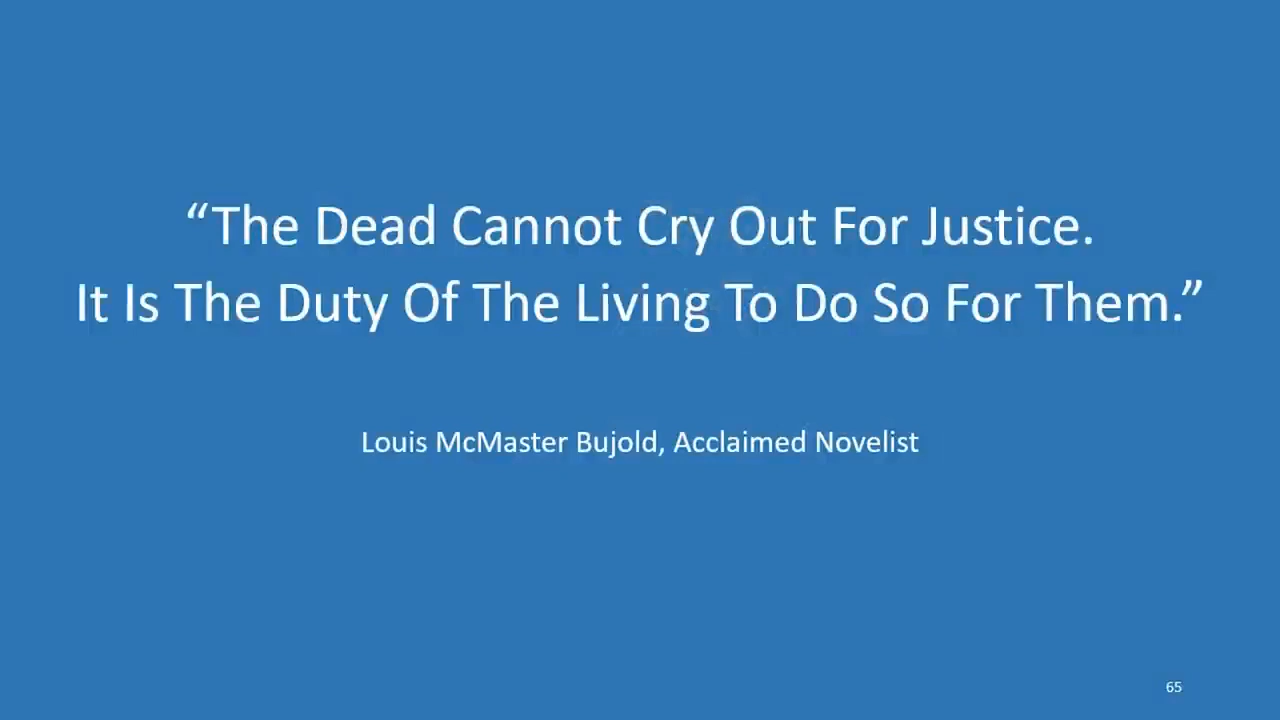 “The Dead Cannot Cry Out For Justice.
It Is The Duty Of The Living To Do So For Them.”
Louis McMaster Bujold, Acclaimed Novelist
65